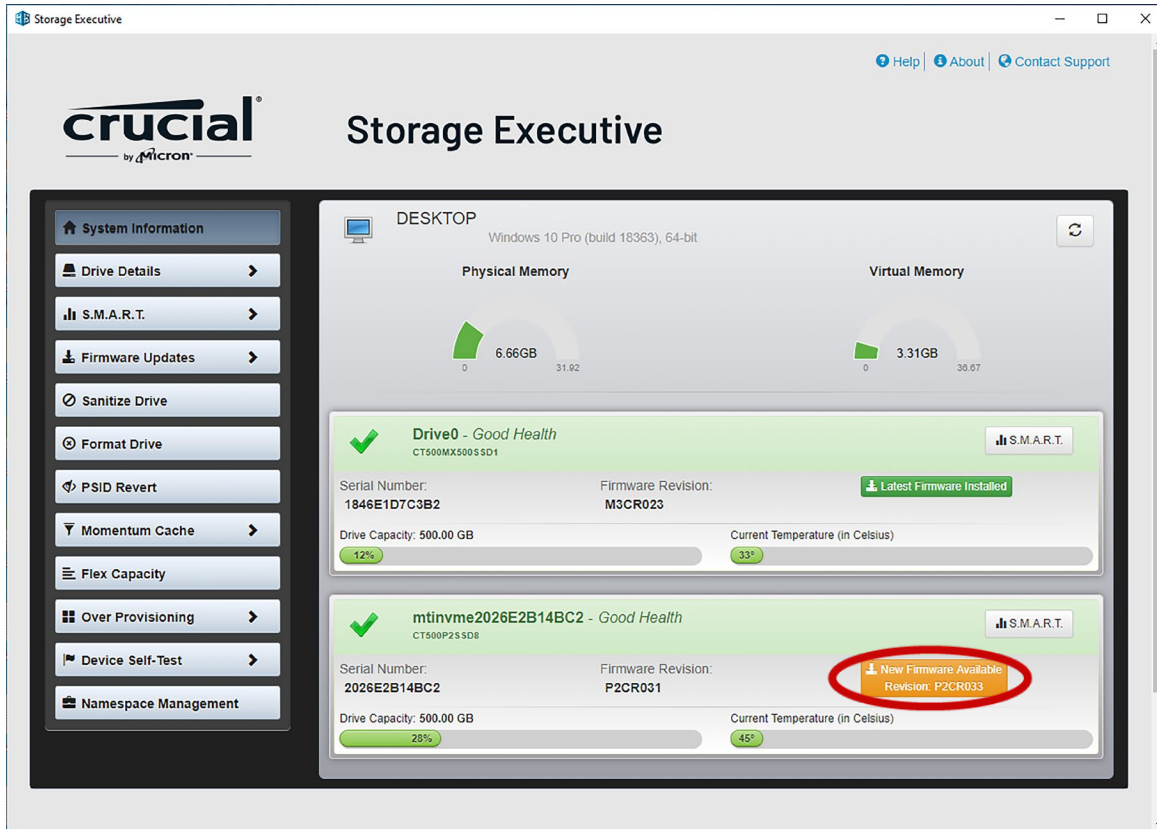 Storage Executive
Help
About
Contact Support
crucial®
by Micron®
Storage Executive
System Information
Drive Details
S.M.A.R.T.
Firmware Updates
Sanitize Drive
Format Drive
PSID Revert
Momentum Cache
Flex Capacity
Over Provisioning
Device Self-Test
Namespace Management
DESKTOP
Windows 10 Pro (build 18363), 64-bit
Physical Memory
6.66GB
0
31.92
Virtual Memory
3.31GB
0
36.67
Drive0 - Good Health
CT500MX500SSD1
S.M.A.R.T.
Serial Number:
1846E1D7C3B2
Firmware Revision:
M3CR023
Latest Firmware Installed
Drive Capacity: 500.00 GB
12%
Current Temperature (in Celsius)
33°
mtinvme2026E2B14BC2 - Good Health
CT500P2SSD8
S.M.A.R.T.
Serial Number:
2026E2B14BC2
Firmware Revision:
P2CR031
New Firmware Available
Revision: P2CR033
Drive Capacity: 500.00 GB
28%
Current Temperature (in Celsius)
45°